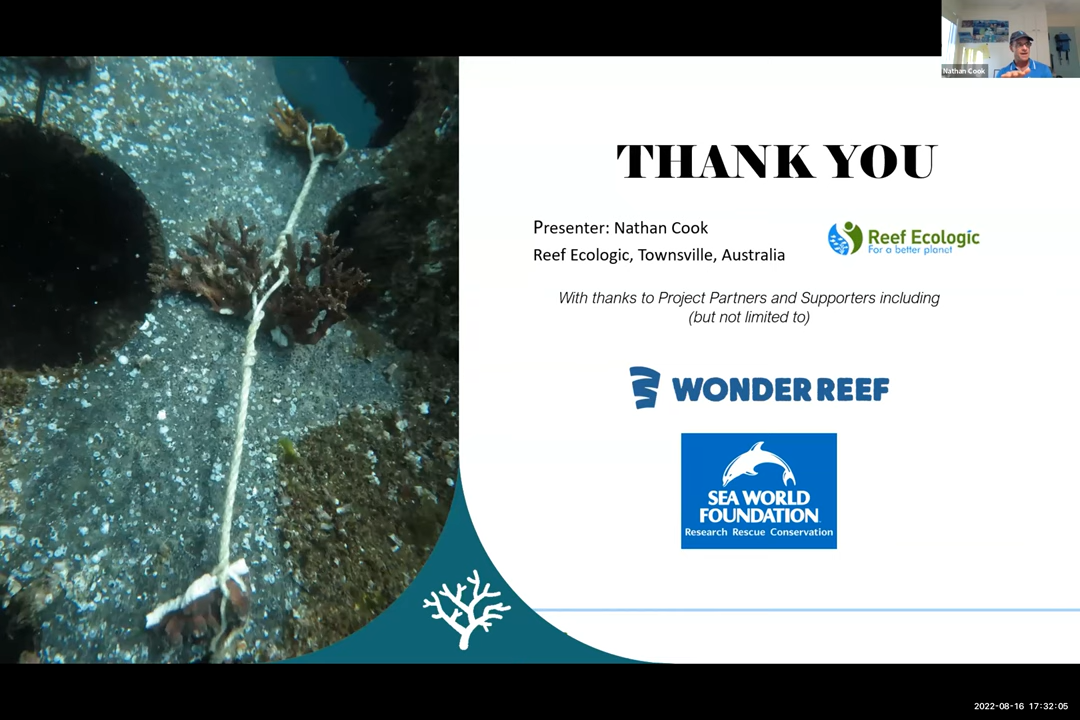 Nathan Cook
THANK YOU
Presenter: Nathan Cook
Reef Ecologic, Townsville, Australia
Reef Ecologic
For a better planet
With thanks to Project Partners and Supporters including
(but not limited to)
WONDER REEF
SEA WORLD
FOUNDATION
Research Rescue Conservation
2022-08-16 17:32:05